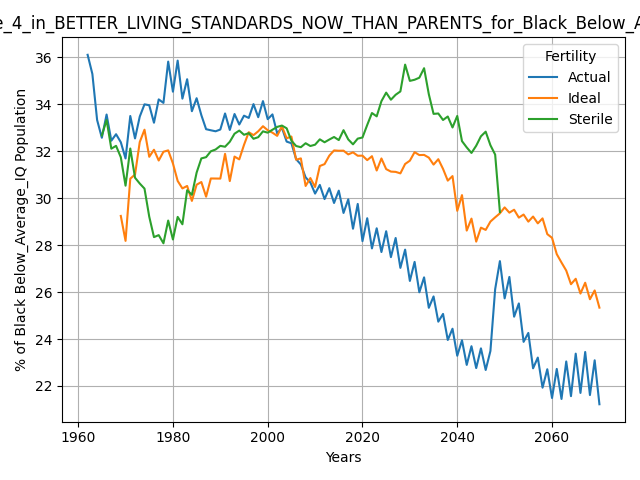 e_4_in_BETTER_LIVING_STANDARDS_NOW_THAN_PARENTS_for_Black_Below_A
Fertility
Actual
Ideal
Sterile
% of Black Below_Average_IQ Population
36
34
32
30
28
26
24
22
1960
1980
2000
2020
2040
2060
Years